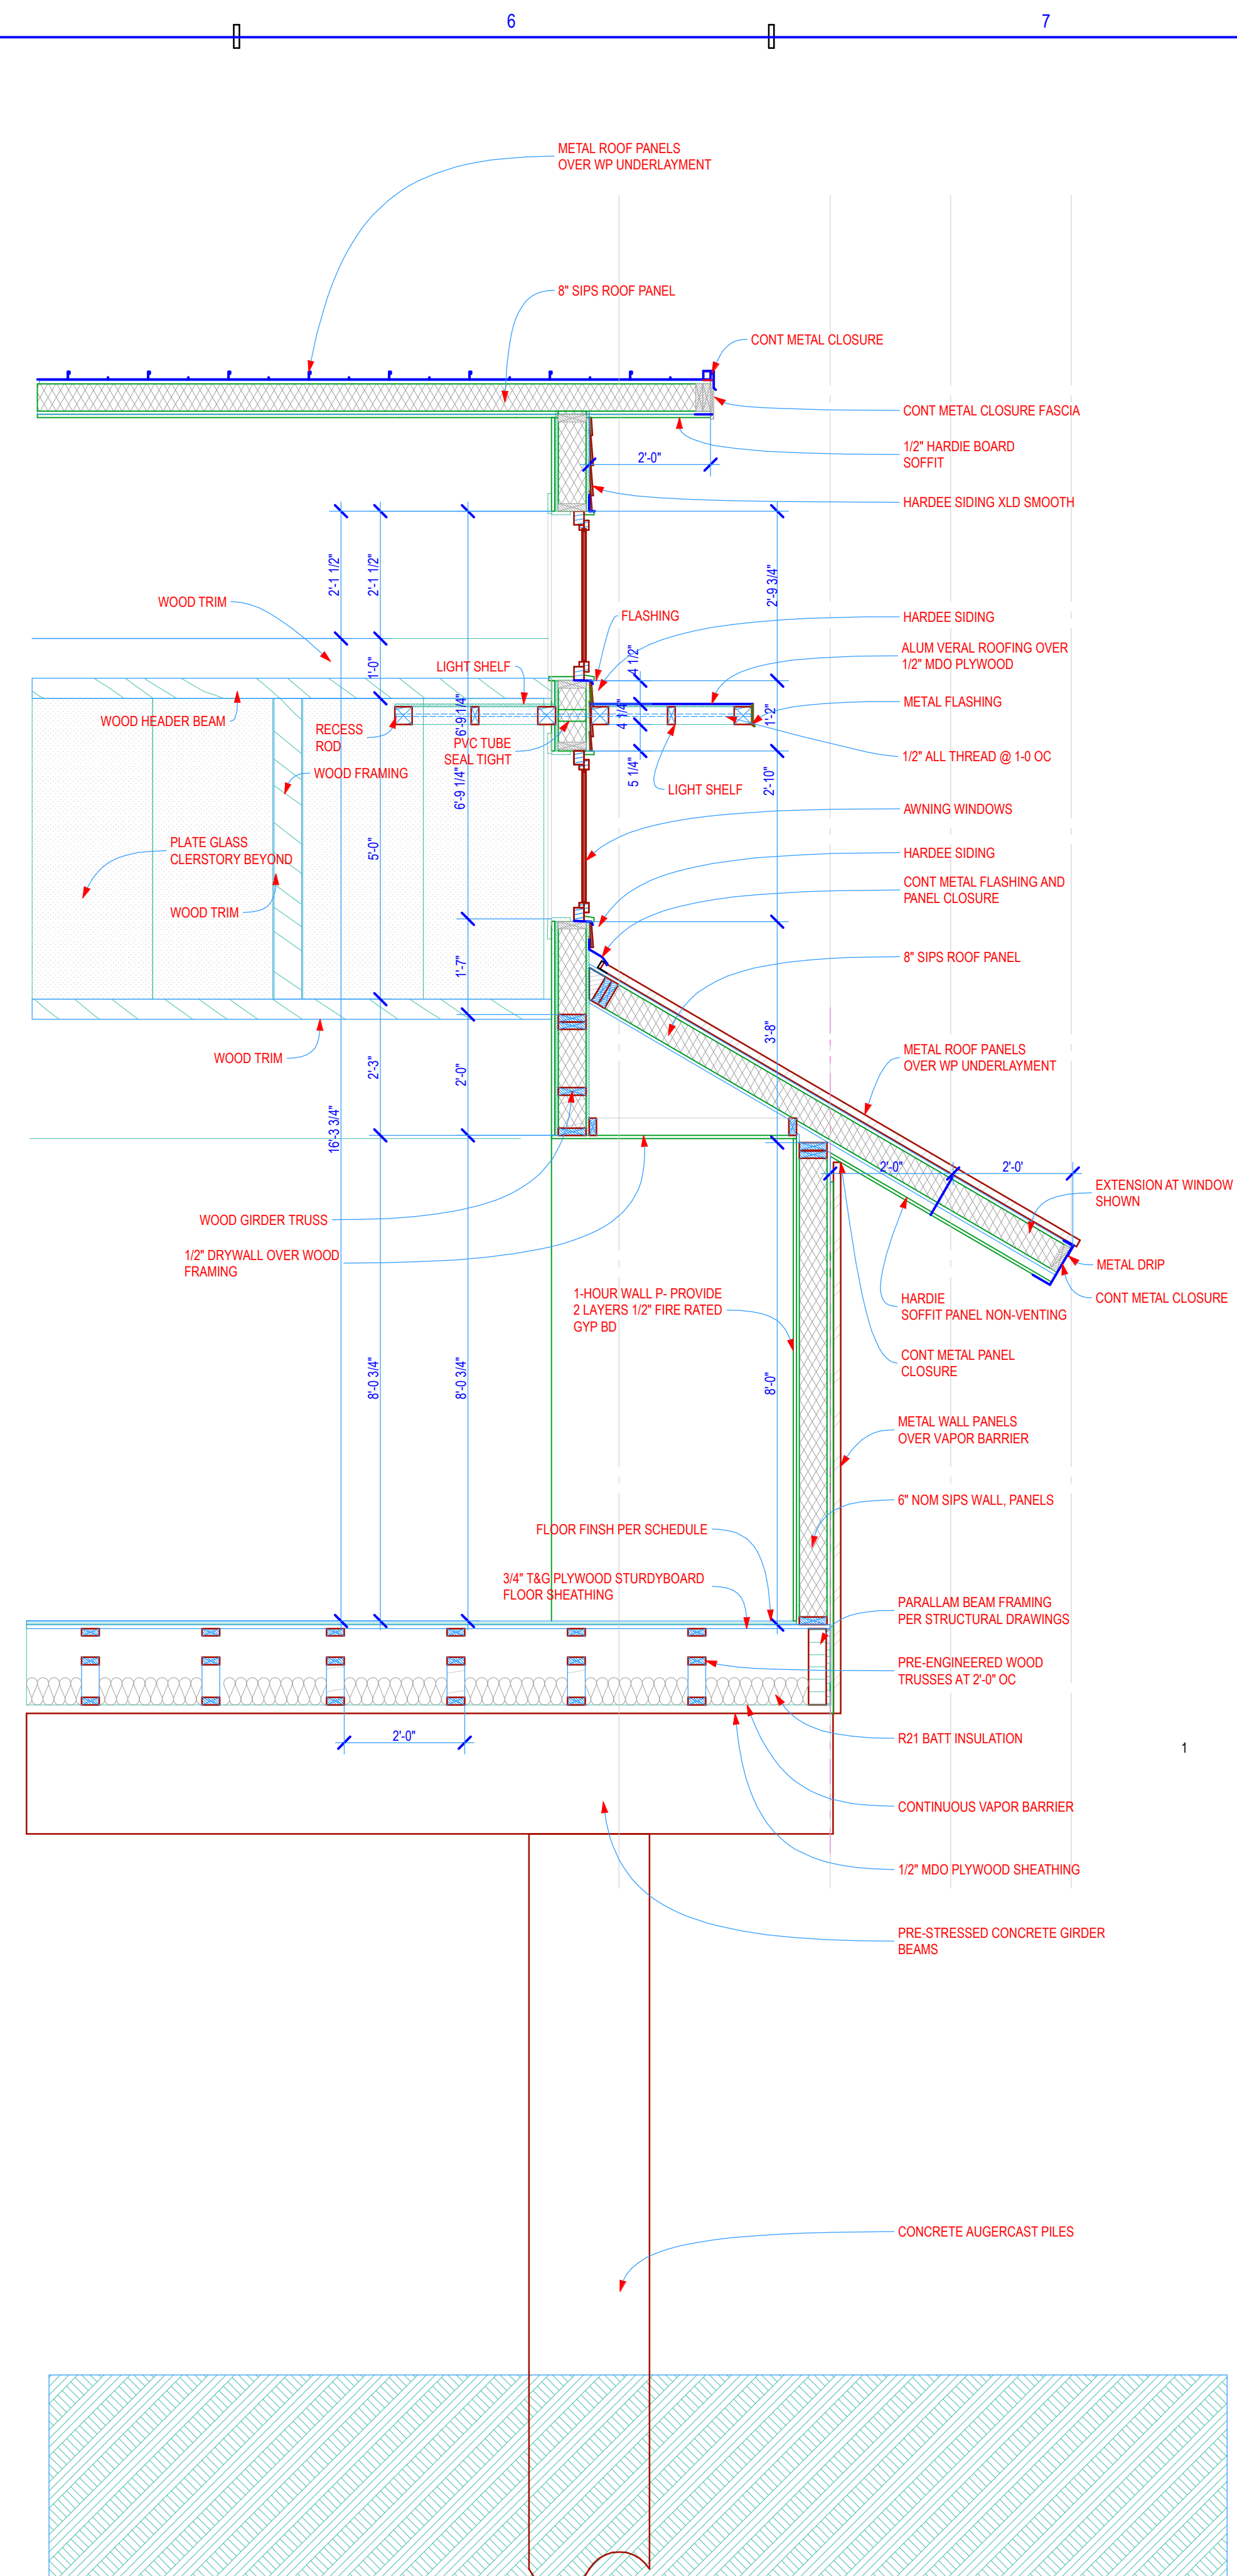 6
7
METAL ROOF PANELS
OVER WP UNDERLAYMENT
8" SIPS ROOF PANEL
CONT METAL CLOSURE
CONT METAL CLOSURE FASCIA
1/2" HARDIE BOARD
SOFFIT
2'-0"
HARDEE SIDING XLD SMOOTH
2'-1 1/2"
2'-1 1/2"
2'-9 3/4"
WOOD TRIM
FLASHING
HARDEE SIDING
ALUM VERAL ROOFING OVER
1/2" MDO PLYWOOD
4 1/2"
1'-0"
LIGHT SHELF
METAL FLASHING
WOOD HEADER BEAM
RECESS
ROD
6'-9 1/4"
4 1/4"
1'-2"
PVC TUBE
SEAL TIGHT
1/2" ALL THREAD @ 1-0 OC
WOOD FRAMING
6'-9 1/4"
5 1/4"
2'-10"
LIGHT SHELF
AWNING WINDOWS
PLATE GLASS
CLERSTORY BEYOND
5'-0"
HARDEE SIDING
CONT METAL FLASHING AND
PANEL CLOSURE
WOOD TRIM
1'-7"
8" SIPS ROOF PANEL
3'-8"
WOOD TRIM
2'-3"
2'-0"
METAL ROOF PANELS
OVER WP UNDERLAYMENT
16'-3 3/4"
2'-0"
2'-0'
EXTENSION AT WINDOW
SHOWN
WOOD GIRDER TRUSS
1/2" DRYWALL OVER WOOD
FRAMING
METAL DRIP
1-HOUR WALL P- PROVIDE
2 LAYERS 1/2" FIRE RATED
GYP BD
HARDIE
SOFFIT PANEL NON-VENTING
CONT METAL CLOSURE
CONT METAL PANEL
CLOSURE
8'-0 3/4"
8'-0 3/4"
8'-0"
METAL WALL PANELS
OVER VAPOR BARRIER
6" NOM SIPS WALL, PANELS
FLOOR FINSH PER SCHEDULE
3/4" T&G PLYWOOD STURDYBOARD
FLOOR SHEATHING
PARALLAM BEAM FRAMING
PER STRUCTURAL DRAWINGS
PRE-ENGINEERED WOOD
TRUSSES AT 2'-0" OC
2'-0"
R21 BATT INSULATION
1
CONTINUOUS VAPOR BARRIER
1/2" MDO PLYWOOD SHEATHING
PRE-STRESSED CONCRETE GIRDER
BEAMS
CONCRETE AUGERCAST PILES